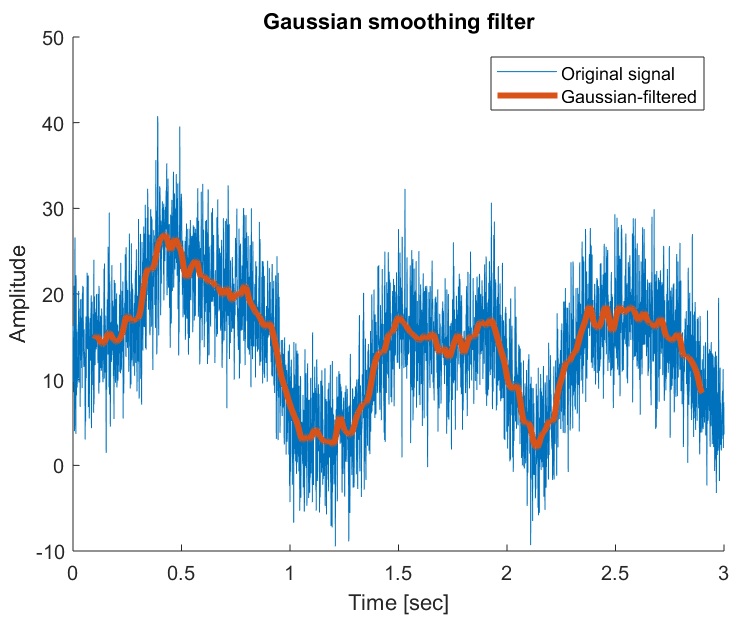 Gaussian smoothing filter
Original signal
Gaussian-filtered
Amplitude
50
40
30
20
10
0
-10
0 0.5 1 1.5 2 2.5 3
Time [sec]